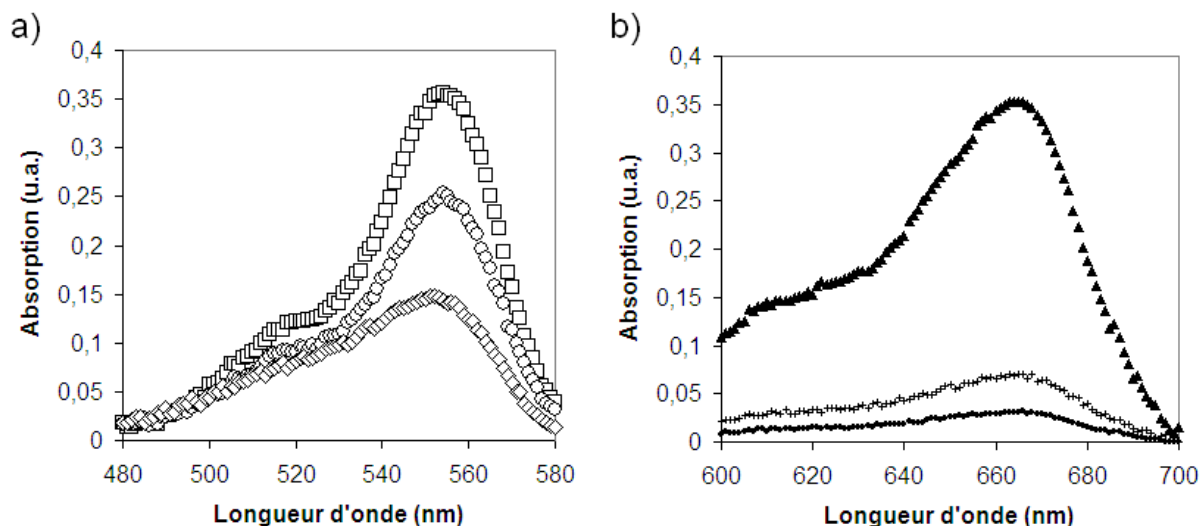 a)
0,4
0,35
0,3
0,25
0,2
0,15
0,1
0,05
0
Absorption (u.a.)
480 500 520 540 560 580
Longueur d'onde (nm)
b)
0,4
0,35
0,3
0,25
0,2
0,15
0,1
0,05
0
Absorption (u.a.)
600 620 640 660 680 700
Longueur d'onde (nm)